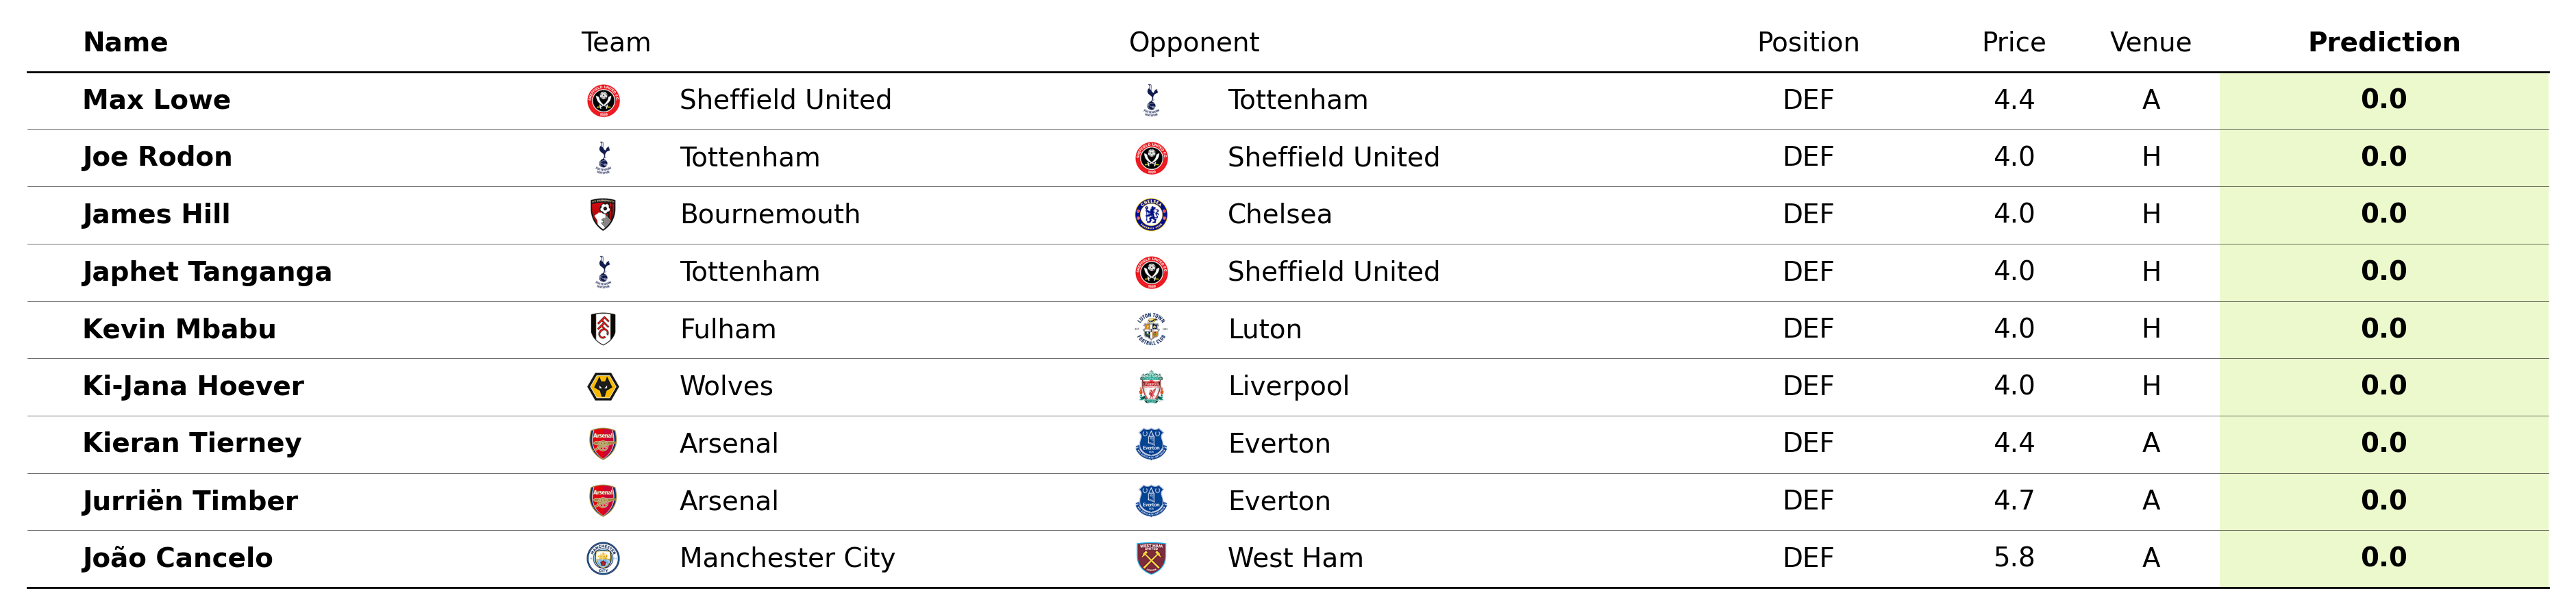 Name Team Opponent Position Price Venue Prediction
Max Lowe Sheffield United Tottenham DEF 4.4 A 0.0
Joe Rodon Tottenham Sheffield United DEF 4.0 H 0.0
James Hill Bournemouth Chelsea DEF 4.0 H 0.0
Japhet Tanganga Tottenham Sheffield United DEF 4.0 H 0.0
Kevin Mbabu Fulham Luton DEF 4.0 H 0.0
Ki-Jana Hoever Wolves Liverpool DEF 4.0 H 0.0
Kieran Tierney Arsenal Everton DEF 4.4 A 0.0
Jurriën Timber Arsenal Everton DEF 4.7 A 0.0
João Cancelo Manchester City West Ham DEF 5.8 A 0.0